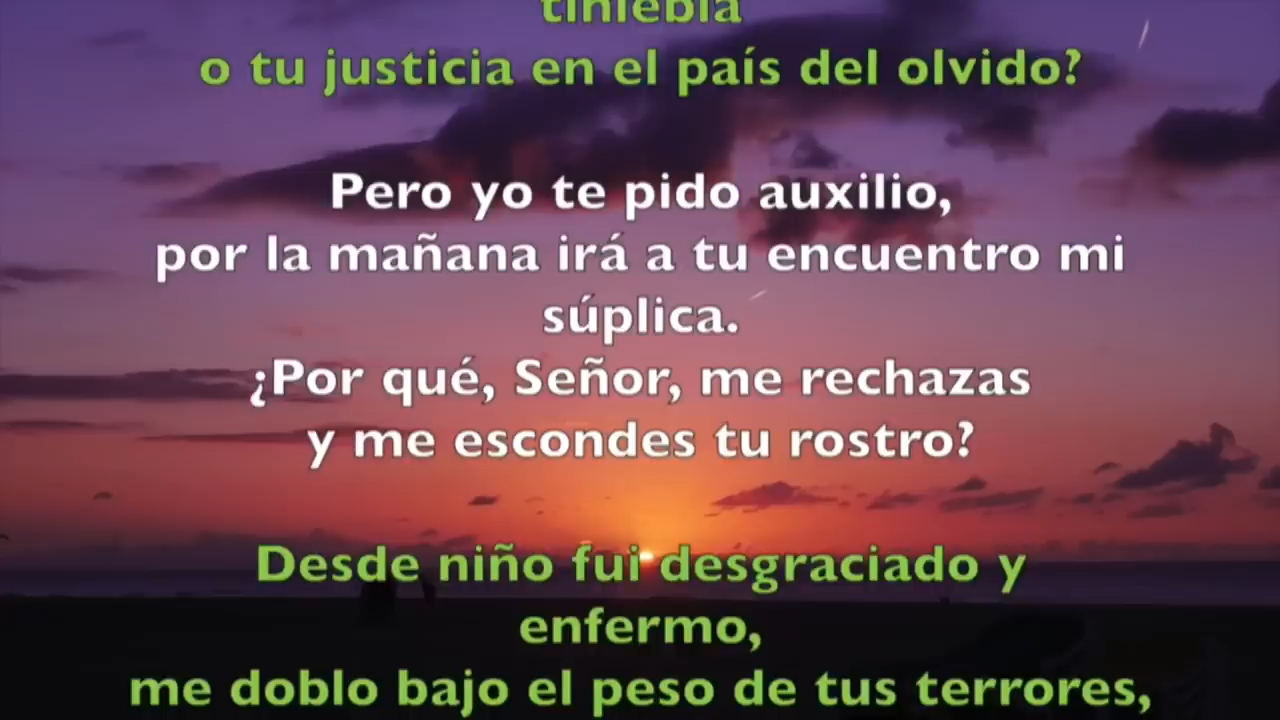 tiniebla
o tu justicia en el país del olvido?
Pero yo te pido auxilio,
por la mañana irá a tu encuentro mi
súplica.
¿Por qué, Señor, me rechazas
y me escondes tu rostro?
Desde niño fui desgraciado y
enfermo,
me doblo bajo el peso de tus terrores,